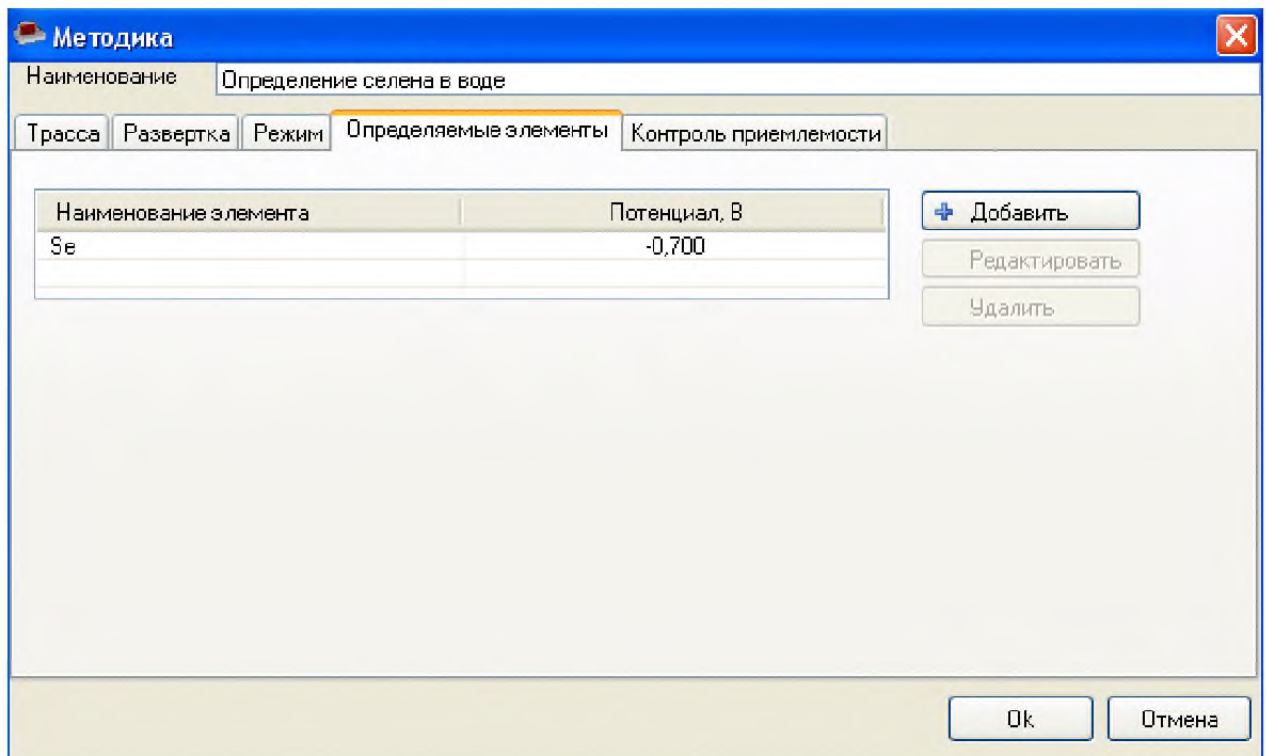 Методика
Наименование Определение селена в воде
Трасса Развертка Режим Определяемые элементы Контроль приемлемости
Наименование элемента Потенциал, В Добавить
Se -0,700
Редактировать
Удалить
Ok Отмена